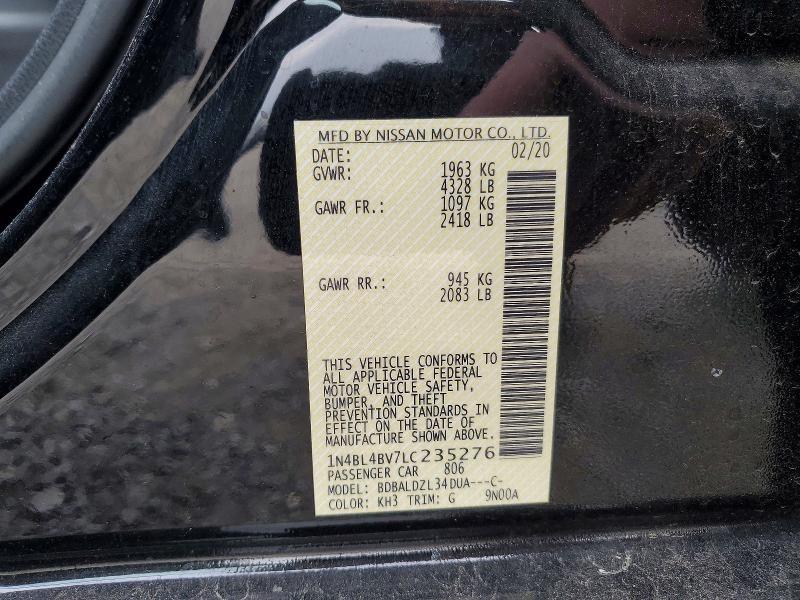 MFD BY NISSAN MOTOR CO., LTD.
DATE: 02/20
GVWR: 1963 KG
4328 LB
GAWR FR.: 1097 KG
2418 LB
GAWR RR.: 945 KG
2083 LB
THIS VEHICLE CONFORMS TO
ALL APPLICABLE FEDERAL
MOTOR VEHICLE SAFETY,
BUMPER, AND THEFT
PREVENTION STANDARDS IN
EFFECT ON THE DATE OF
MANUFACTURE SHOWN ABOVE.
1N4BL4BV7LC235276
PASSENGER CAR 806
MODEL: BDBALDZL34DUA---C-
COLOR: KH3 TRIM: G 9N00A